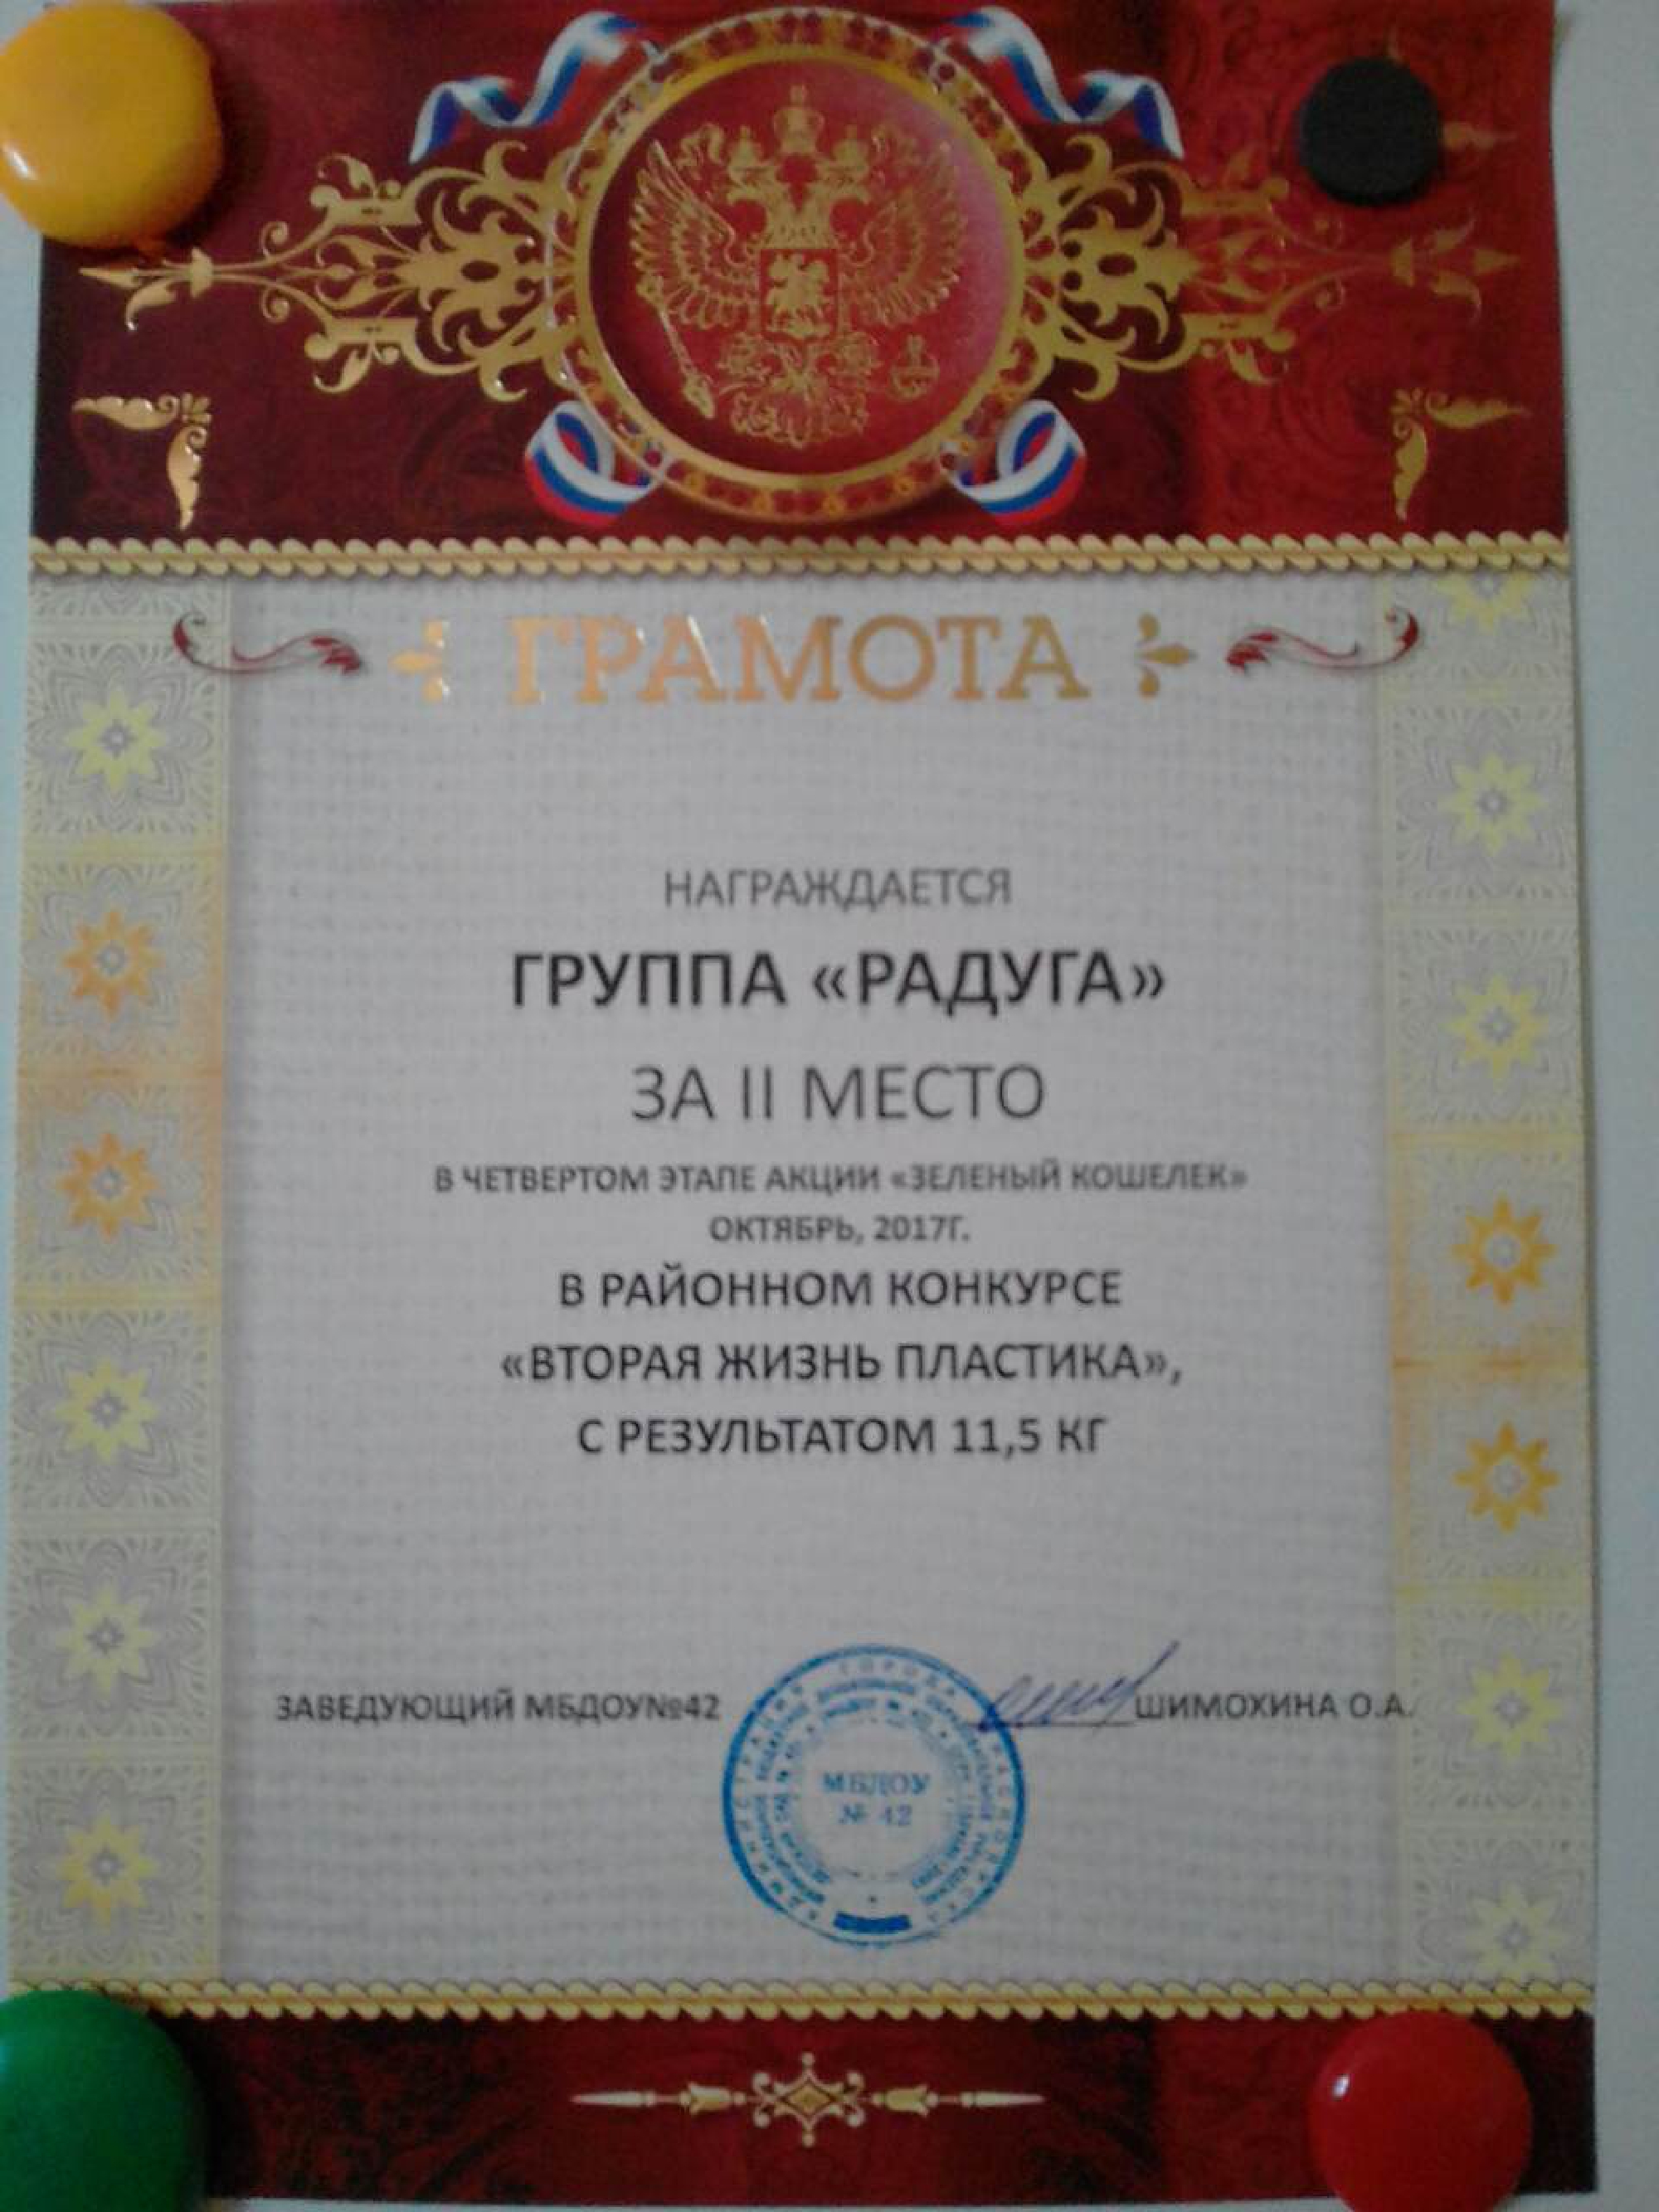 ГРАМОТА
НАГРАЖДАЕТСЯ
ГРУППА «РАДУГА»
ЗА II МЕСТО
В ЧЕТВЕРТОМ ЭТАПЕ АКЦИИ «ЗЕЛЕНЫЙ КОШЕЛЕК»
ОКТЯБРЬ, 2017Г.
В РАЙОННОМ КОНКУРСЕ
«ВТОРАЯ ЖИЗНЬ ПЛАСТИКА»,
С РЕЗУЛЬТАТОМ 11,5 КГ
ЗАВЕДУЮЩИЙ МБДОУ№42 ШИМОХИНА О.А.
МБДОУ
№ 42